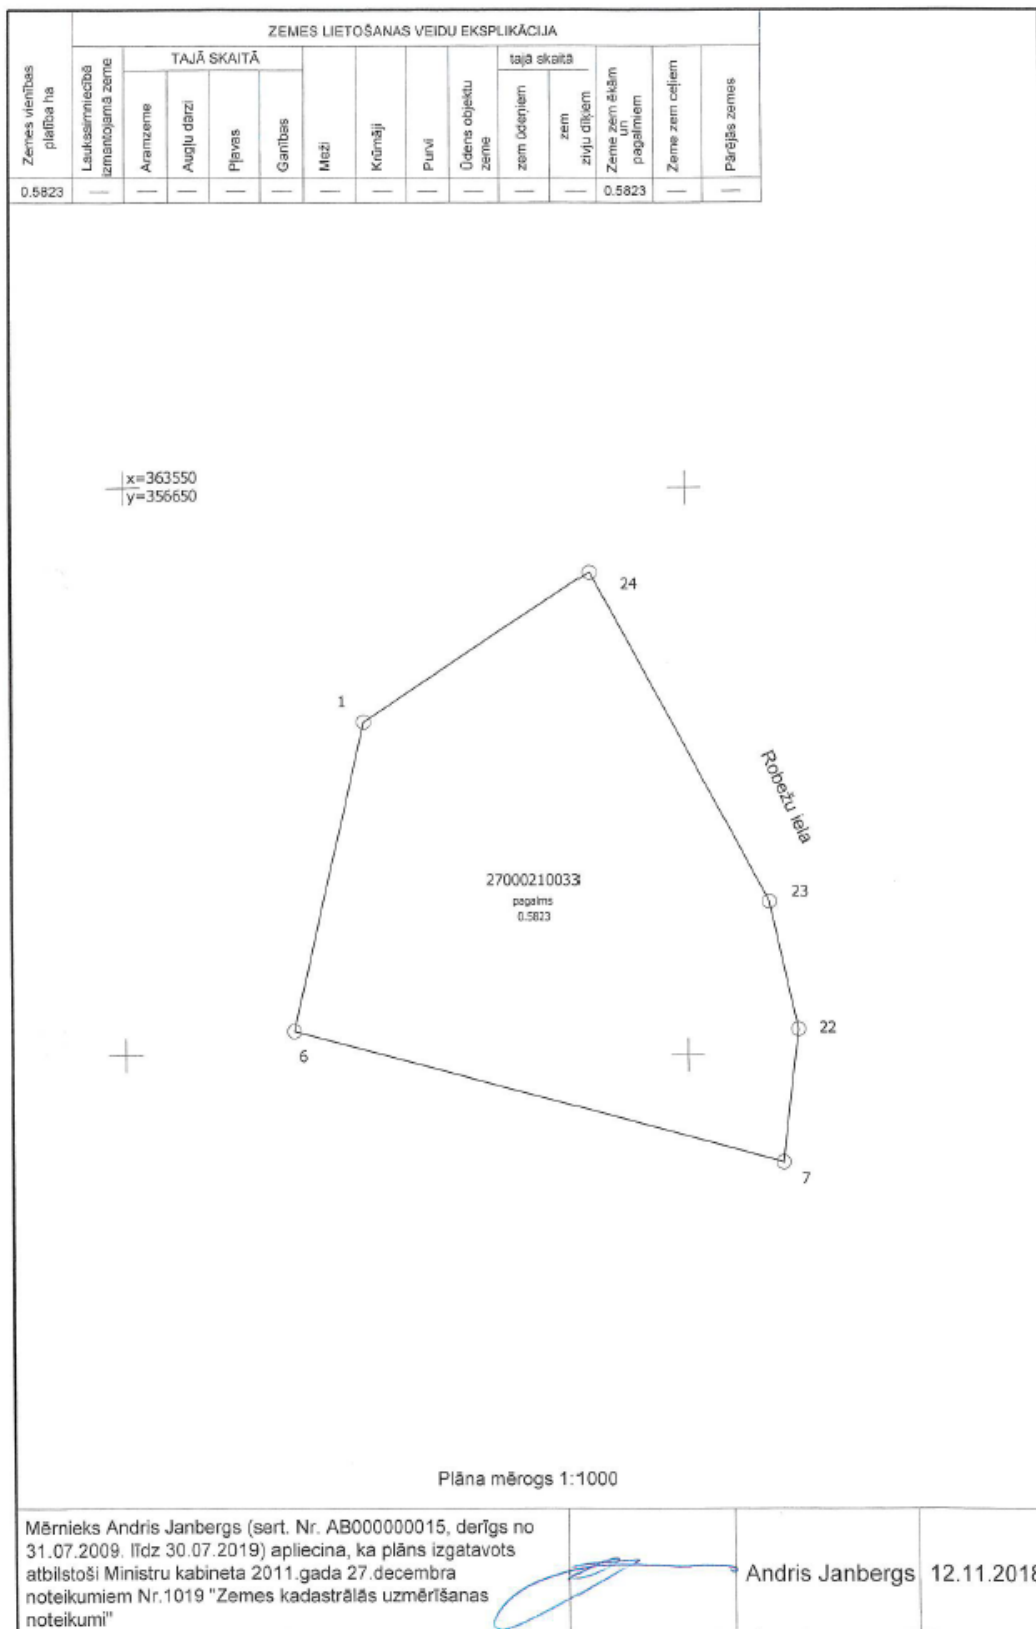 ZEMES LIETOŠANAS VEIDU EKSPLIKĀCIJA
Zemes vienības
platība ha
Lauksaimniecībā
izmantojamā zeme
TAJĀ SKAITĀ
Aramzeme
Augļu dārzi
Pļavas
Ganības
Meži
Krūmāji
Purvi
Ūdens objektu
zeme
tajā skaitā
zem ūdeņiem
zem
zivju dīķiem
Zeme zem ēkām
un
pagalmiem
Zeme zem ceļiem
Pārējās zemes
0.5823 — — — — — — — — — — — 0.5823 — —
x=363550
y=356650
24
1
Robežu iela
27000210033
pagalms
0.5823
23
22
6
7
Plāna mērogs 1:1000
Mērnieks Andris Janbergs (sert. Nr. AB000000015, derīgs no
31.07.2009. līdz 30.07.2019) apliecina, ka plāns izgatavots
atbilstoši Ministru kabineta 2011.gada 27.decembra
noteikumiem Nr.1019 "Zemes kadastrālās uzmērīšanas
noteikumi"
Andris Janbergs
12.11.2018